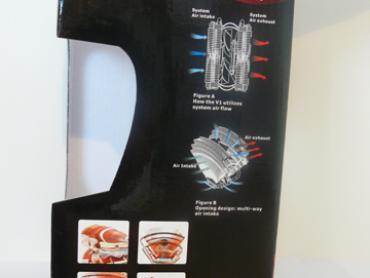 System
Air intake
System
Air exhaust
Figure A
How the V1 utilizes
system air flow
Air exhaust
Air Intake
Figure B
Opening design: multi-way
air intake